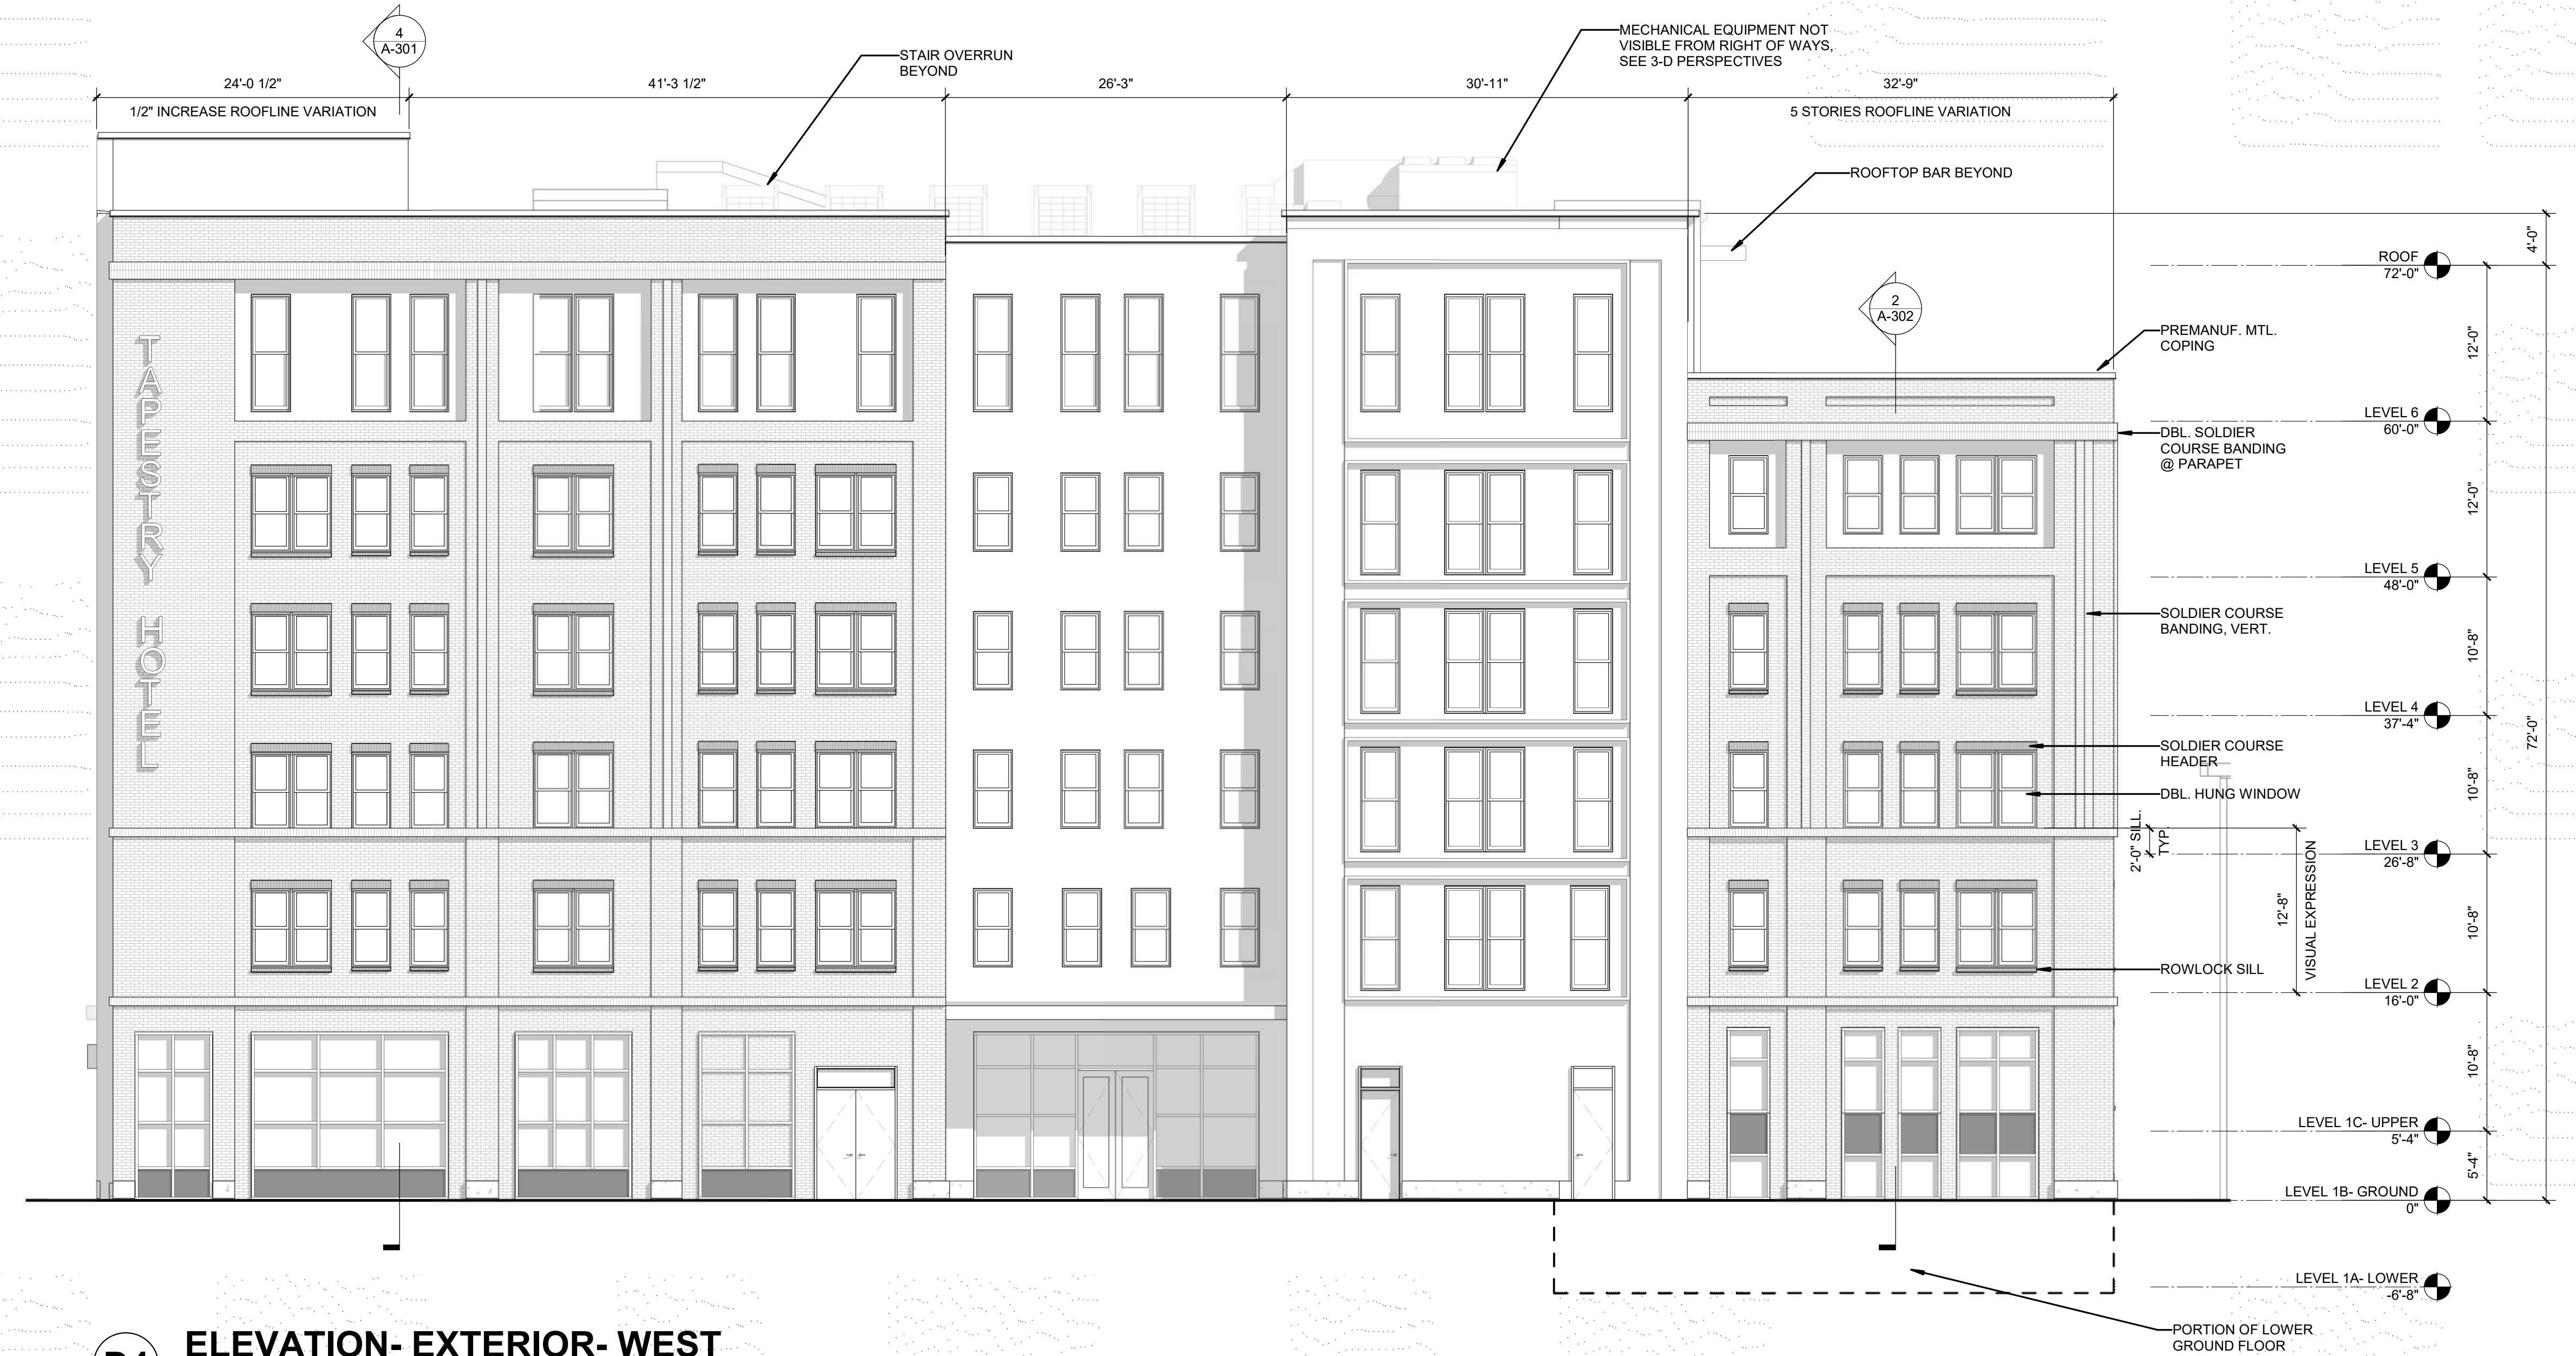 4
A-301
STAIR OVERRUN
BEYOND
MECHANICAL EQUIPMENT NOT
VISIBLE FROM RIGHT OF WAYS,
SEE 3-D PERSPECTIVES
24'-0 1/2"
41'-3 1/2"
26'-3"
30'-11"
32'-9"
1/2" INCREASE ROOFLINE VARIATION
5 STORIES ROOFLINE VARIATION
ROOFTOP BAR BEYOND
4'-0"
ROOF
72'-0"
2
A-302
PREMANUF. MTL.
COPING
12'-0"
TAPESTRY HOTEL
LEVEL 6
60'-0"
DBL. SOLDIER
COURSE BANDING
@ PARAPET
12'-0"
LEVEL 5
48'-0"
SOLDIER COURSE
BANDING, VERT.
10'-8"
LEVEL 4
37'-4"
72'-0"
SOLDIER COURSE
HEADER
DBL. HUNG WINDOW
10'-8"
2'-0" SILL.
TYP.
LEVEL 3
26'-8"
12'-8"
VISUAL EXPRESSION
10'-8"
ROWLOCK SILL
LEVEL 2
16'-0"
10'-8"
LEVEL 1C- UPPER
5'-4"
5'-4"
LEVEL 1B- GROUND
0"
LEVEL 1A- LOWER
-6'-8"
PORTION OF LOWER
GROUND FLOOR
ELEVATION- EXTERIOR- WEST